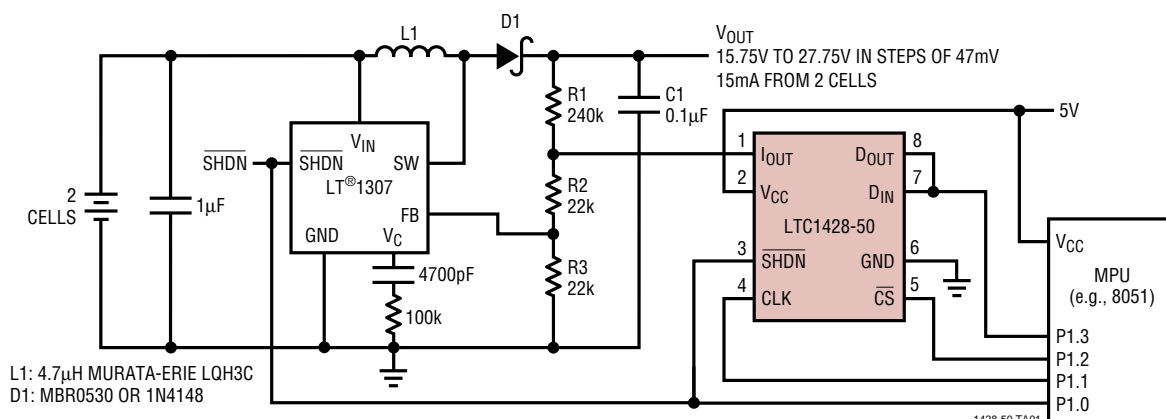 L1
D1
VOUT
15.75V TO 27.75V IN STEPS OF 47mV
15mA FROM 2 CELLS
R1
240k
C1
0.1µF
5V
VIN
SHDN
SHDN
SW
LT®1307
FB
GND
VC
2
CELLS
1µF
R2
22k
R3
22k
4700pF
100k
1
IOUT
DOUT
8
2
VCC
DIN
7
LTC1428-50
3
SHDN
GND
6
4
CLK
CS
5
VCC
MPU
(e.g., 8051)
P1.3
P1.2
P1.1
P1.0
L1: 4.7µH MURATA-ERIE LQH3C
D1: MBR0530 OR 1N4148
1428-50 TA01